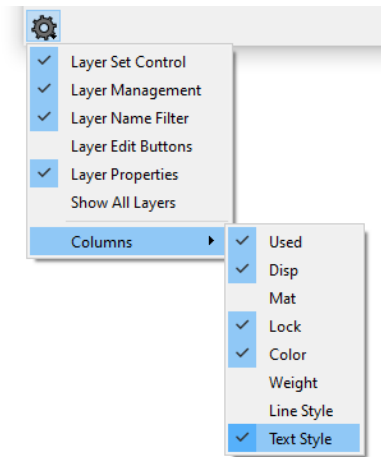 Layer Set Control
Layer Management
Layer Name Filter
Layer Edit Buttons
Layer Properties
Show All Layers
Columns
Used
Disp
Mat
Lock
Color
Weight
Line Style
Text Style